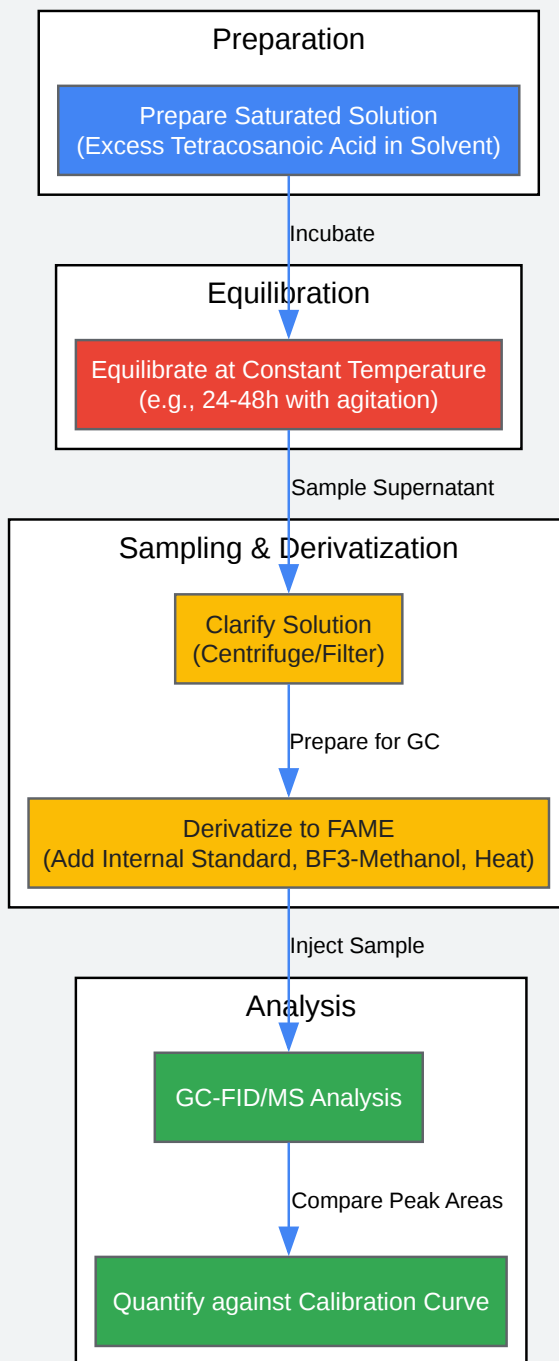 Preparation
Prepare Saturated Solution
(Excess Tetracosanoic Acid in Solvent)
Incubate
Equilibration
Equilibrate at Constant Temperature
(e.g., 24-48h with agitation)
Sample Supernatant
Sampling & Derivatization
Clarify Solution
(Centrifuge/Filter)
Prepare for GC
Derivatize to FAME
(Add Internal Standard, BF3-Methanol, Heat)
Inject Sample
Analysis
GC-FID/MS Analysis
Compare Peak Areas
Quantify against Calibration Curve